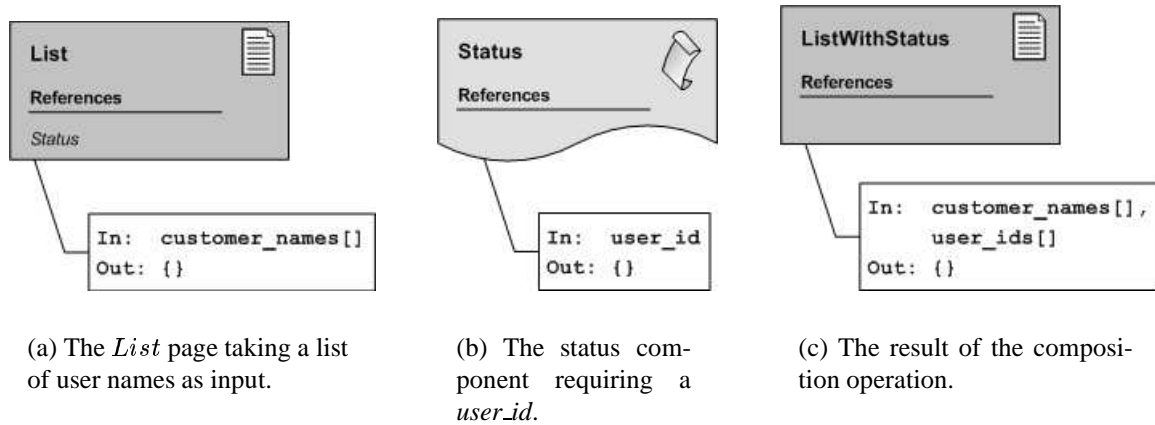 List
References
Status
In: customer_names[]
Out: {}
Status
References
In: user_id
Out: {}
ListWithStatus
References
In: customer_names[],
user_ids[]
Out: {}
(a) The List page taking a list
of user names as input.
(b) The status com-
ponent requiring a
user_id.
(c) The result of the composi-
tion operation.